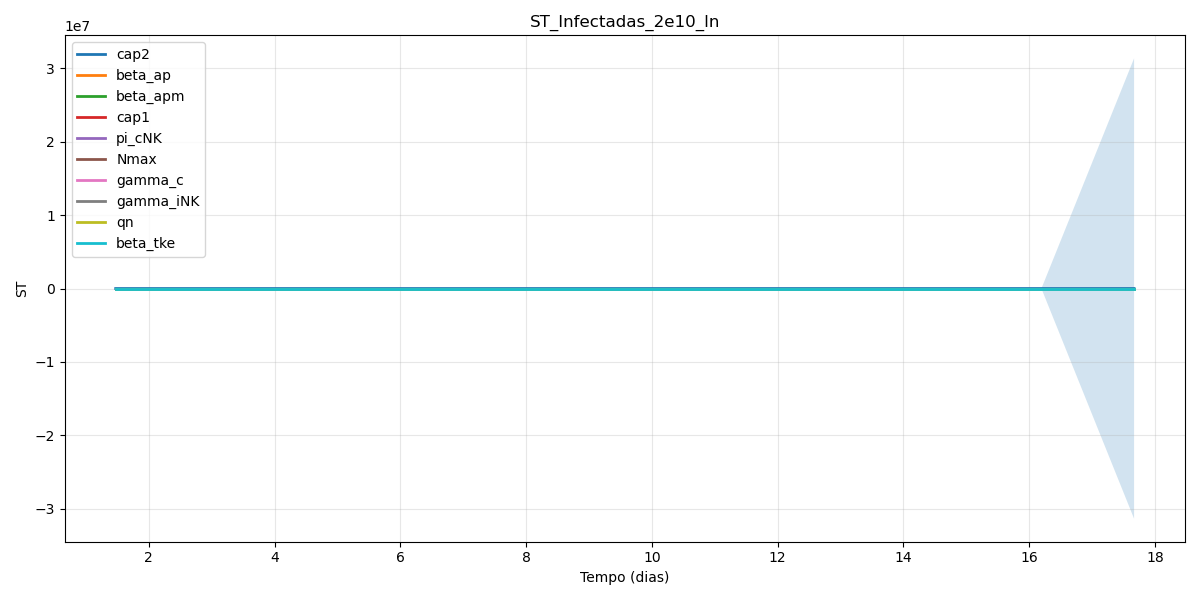 ST_Infectadas_2e10_ln
1e7
cap2
beta_ap
beta_apm
cap1
pi_cNK
Nmax
gamma_c
gamma_iNK
qn
beta_tke
3
2
1
0
−1
−2
−3
ST
2 4 6 8 10 12 14 16 18
Tempo (dias)